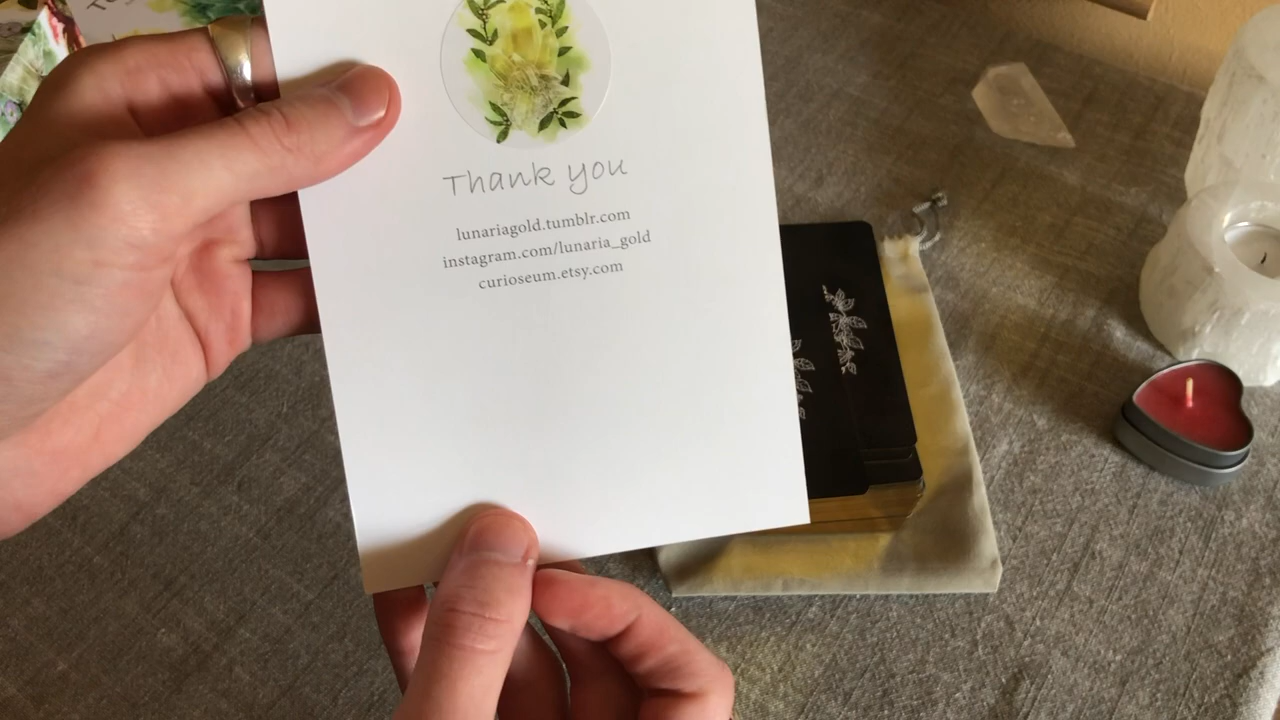 Thank you
lunariagold.tumblr.com
instagram.com/lunaria_gold
curioseum.etsy.com